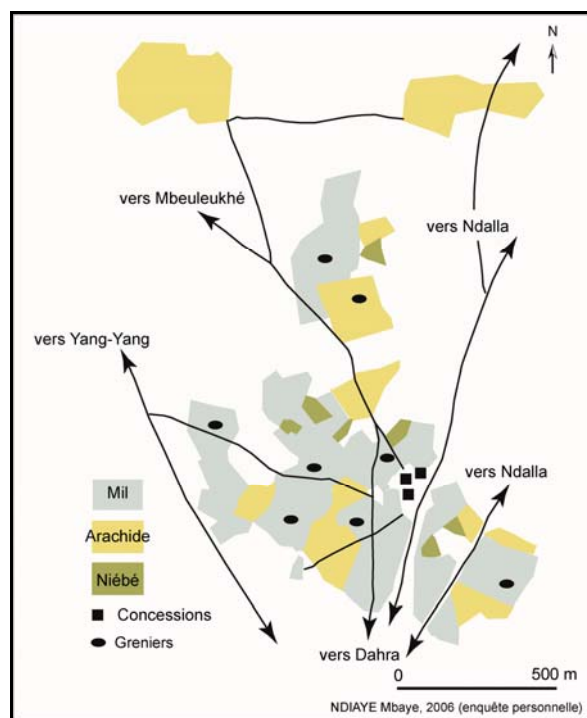 N
vers Mbeuleukhé
vers Ndalla
vers Yang-Yang
vers Ndalla
Mil
Arachide
Niébé
Concessions
Greniers
vers Dahra
0 500 m
NDIAYE Mbaye, 2006 (enquête personnelle)